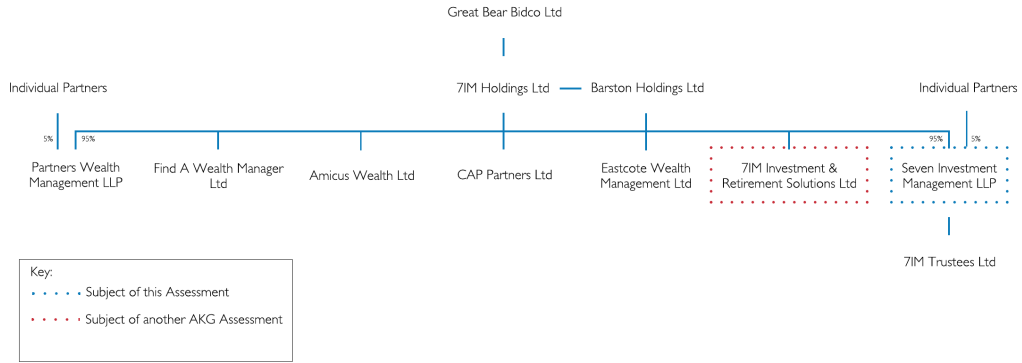 Great Bear Bidco Ltd
Individual Partners
7IM Holdings Ltd
Barston Holdings Ltd
Individual Partners
5%
95%
95%
5%
Partners Wealth
Management LLP
Find A Wealth Manager
Ltd
Amicus Wealth Ltd
CAP Partners Ltd
Eastcote Wealth
Management Ltd
7IM Investment &
Retirement Solutions Ltd
Seven Investment
Management LLP
7IM Trustees Ltd
Key:
Subject of this Assessment
Subject of another AKG Assessment